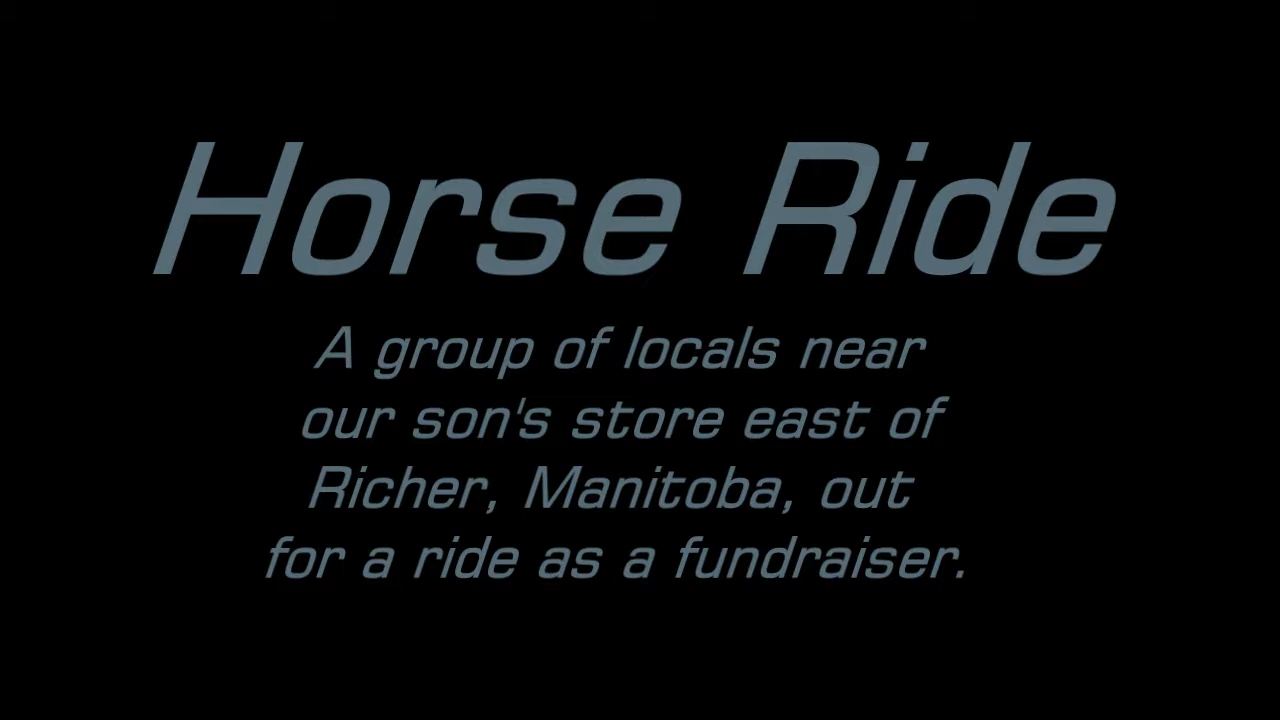 Horse Ride
A group of locals near
our son's store east of
Richer, Manitoba, out
for a ride as a fundraiser.